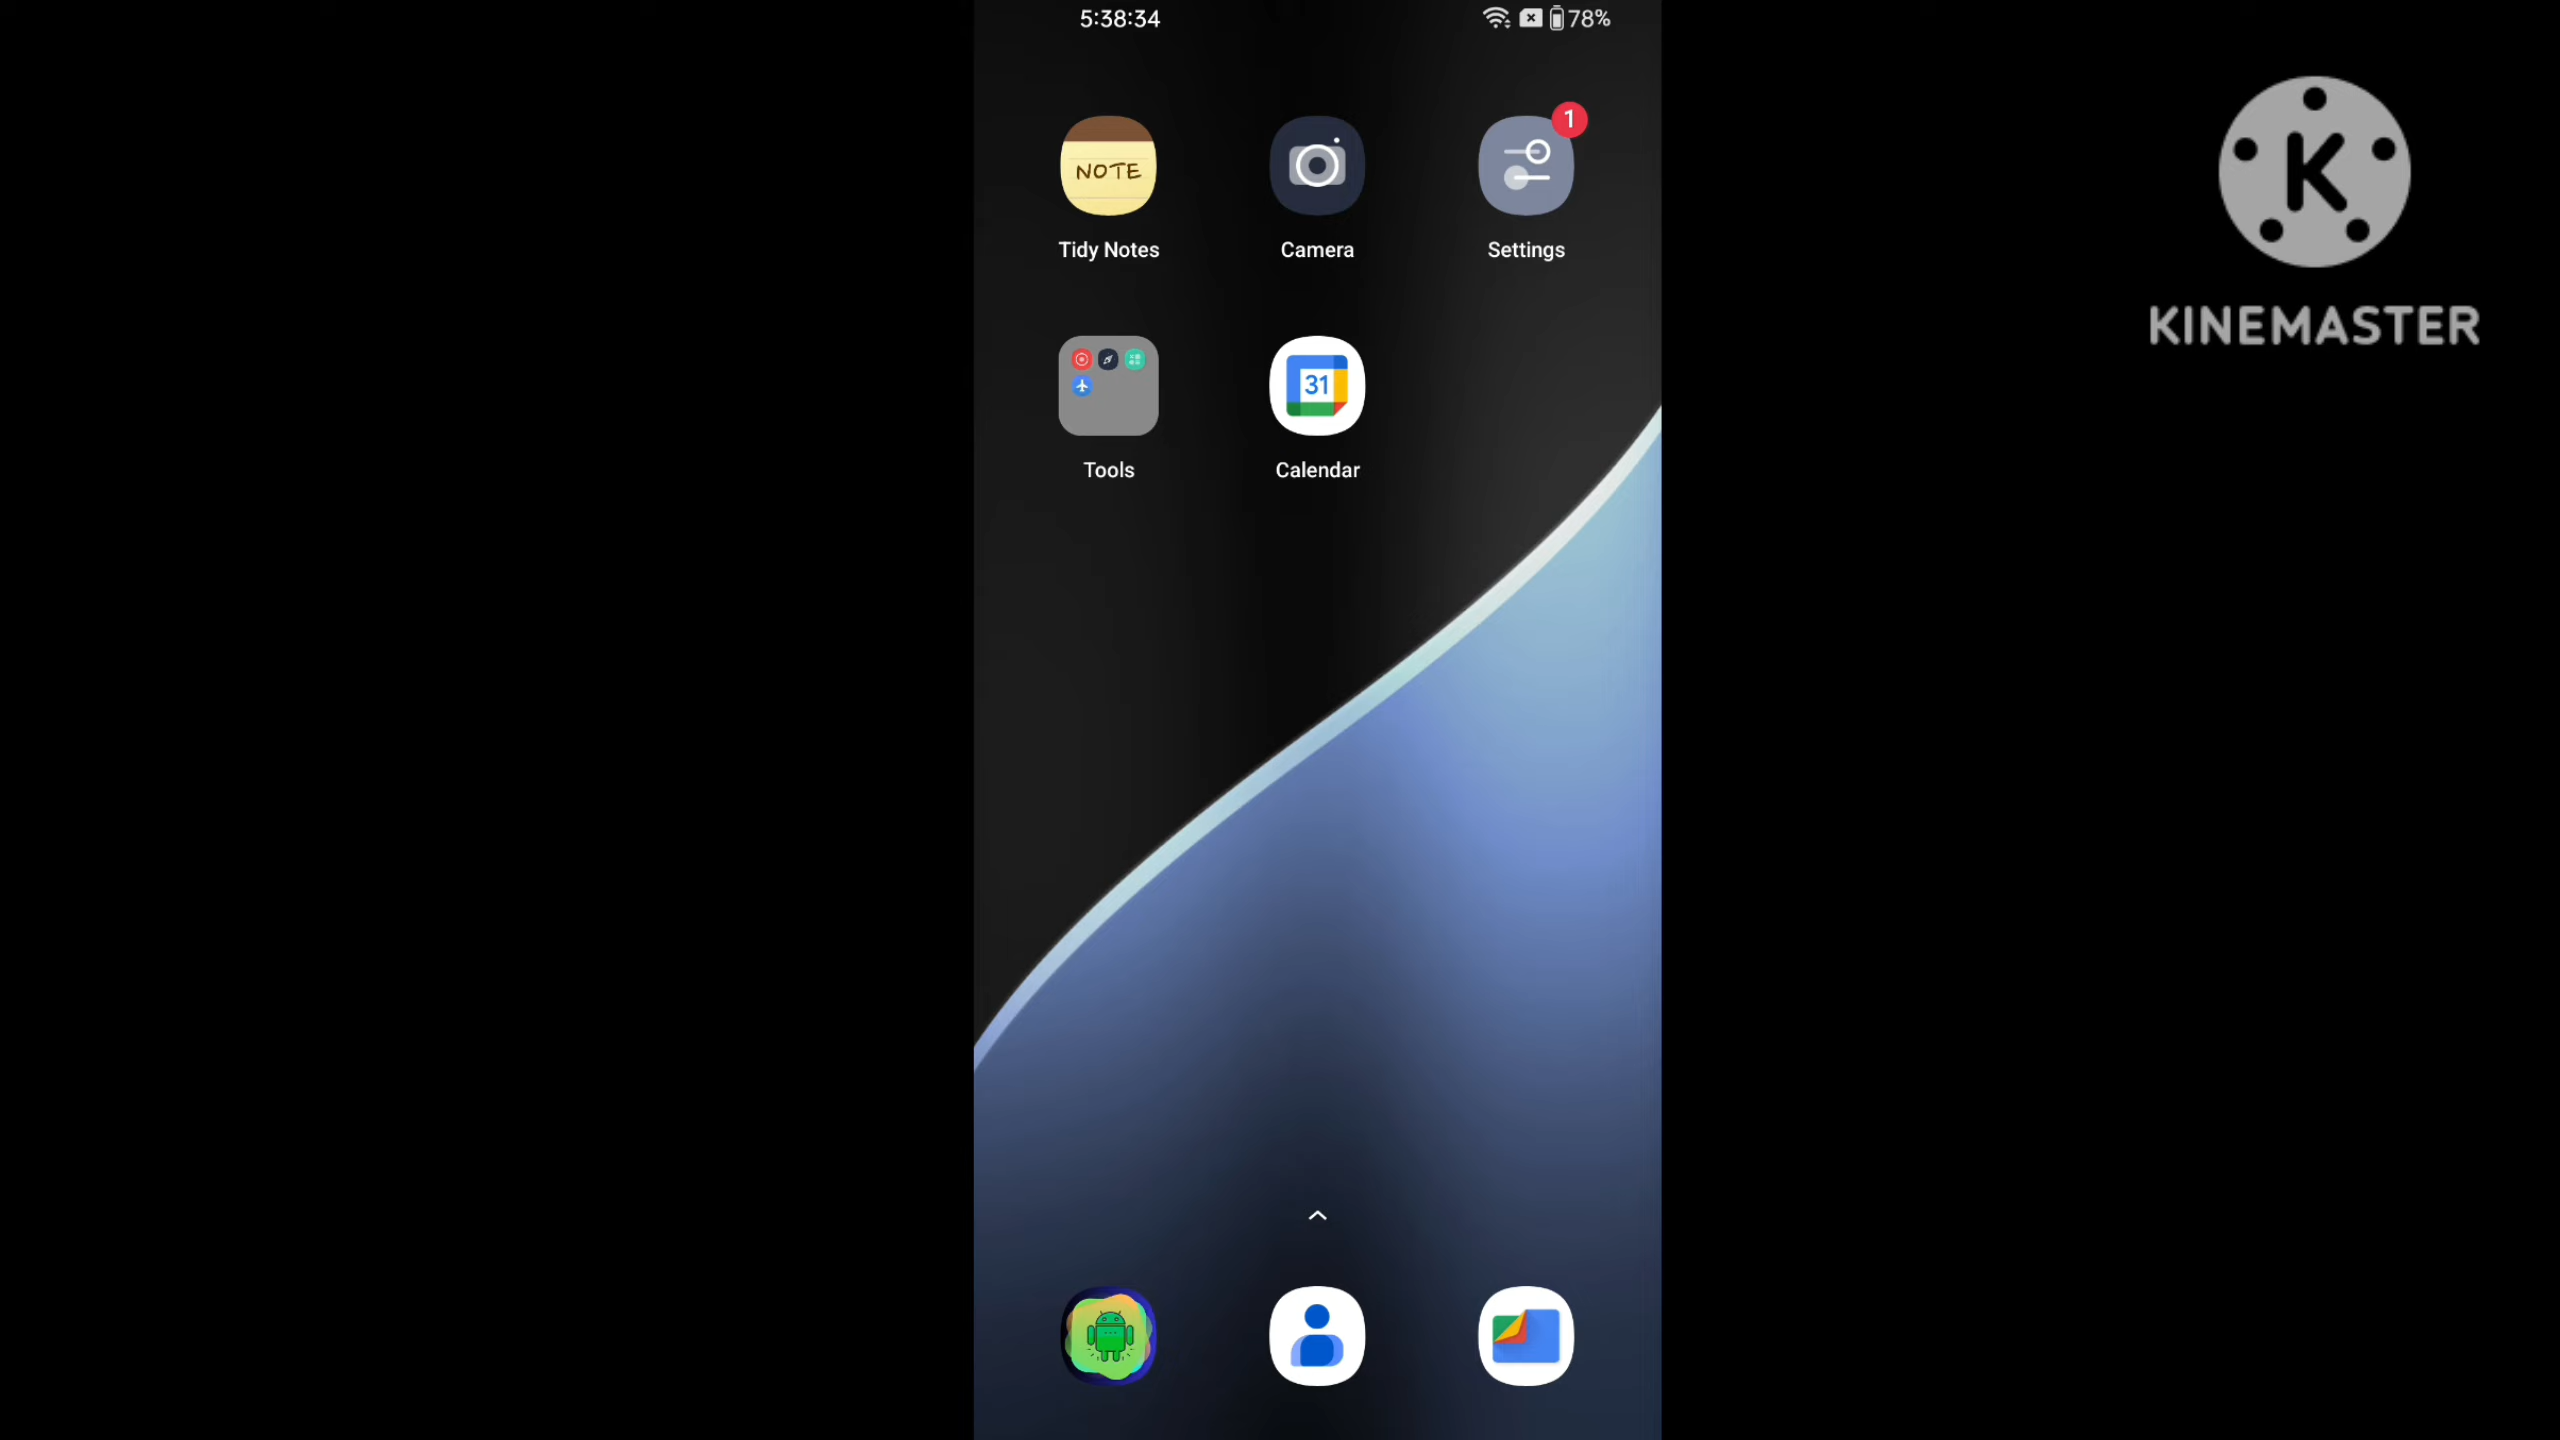 5:38:34
78%
1
NOTE
Tidy Notes
Camera
Settings
31
Tools
Calendar
K
KINEMASTER